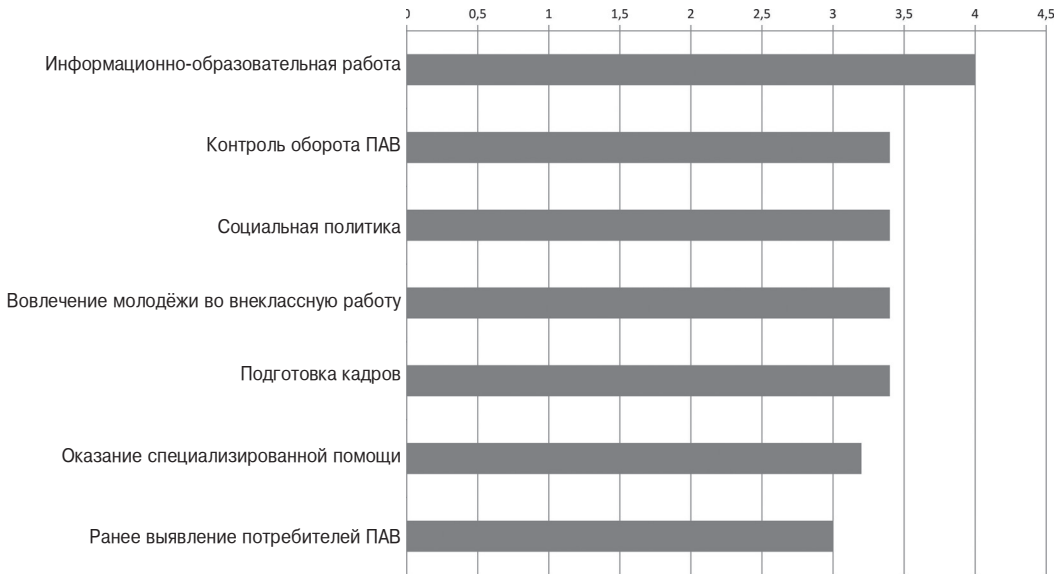 0 0,5 1 1,5 2 2,5 3 3,5 4 4,5
Информационно-образовательная работа
Контроль оборота ПАВ
Социальная политика
Вовлечение молодёжи во внеклассную работу
Подготовка кадров
Оказание специализированной помощи
Ранее выявление потребителей ПАВ